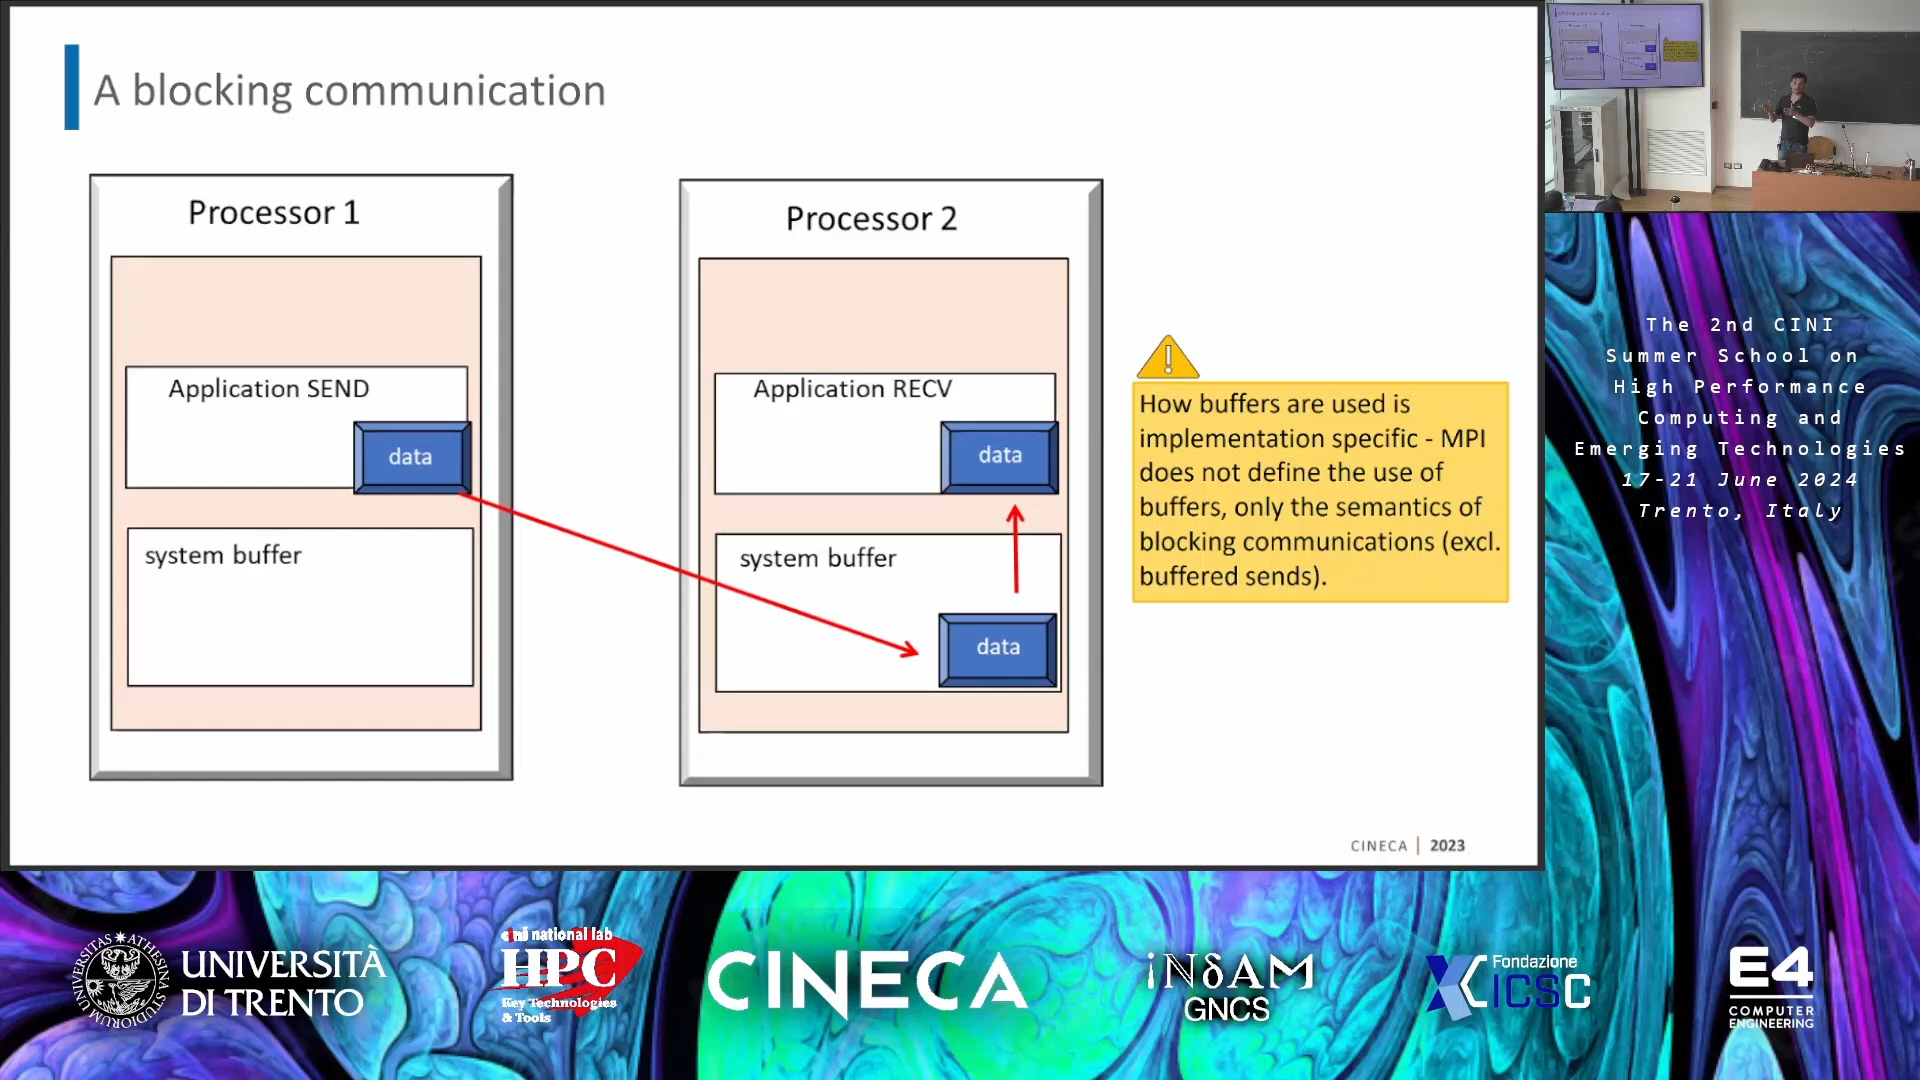 A blocking communication
Processor 1
Application SEND
data
system buffer
Processor 2
Application RECV
data
system buffer
data
How buffers are used is
implementation specific - MPI
does not define the use of
buffers, only the semantics of
blocking communications (excl.
buffered sends).
CINECA | 2023
The 2nd CINI
Summer School on
High Performance
Computing and
Emerging Technologies
17-21 June 2024
Trento, Italy
UNIVERSITÀ
DI TRENTO
cini national lab
HPC
Key Technologies
& Tools
CINECA
iNδAM
GNCS
Fondazione
ICSC
E4
COMPUTER
ENGINEERING